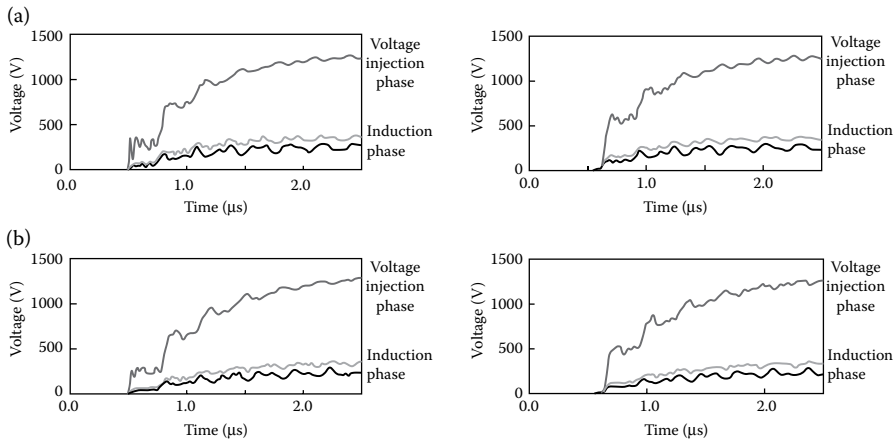 (a)
1500
1000
500
0
Voltage (V)
0.0
1.0
2.0
Time (μs)
Voltage
injection
phase
Induction
phase
1500
1000
500
0
Voltage (V)
0.0
1.0
2.0
Time (μs)
Voltage
injection
phase
Induction
phase
(b)
1500
1000
500
0
Voltage (V)
0.0
1.0
2.0
Time (μs)
Voltage
injection
phase
Induction
phase
1500
1000
500
0
Voltage (V)
0.0
1.0
2.0
Time (μs)
Voltage
injection
phase
Induction
phase